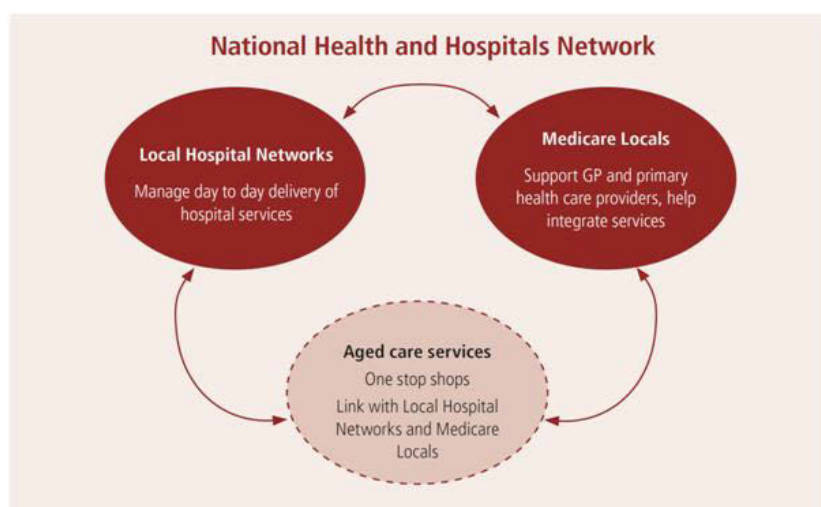 National Health and Hospitals Network
Local Hospital Networks
Manage day to day delivery of
hospital services
Medicare Locals
Support GP and primary
health care providers, help
integrate services
Aged care services
One stop shops
Link with Local Hospital
Networks and Medicare
Locals